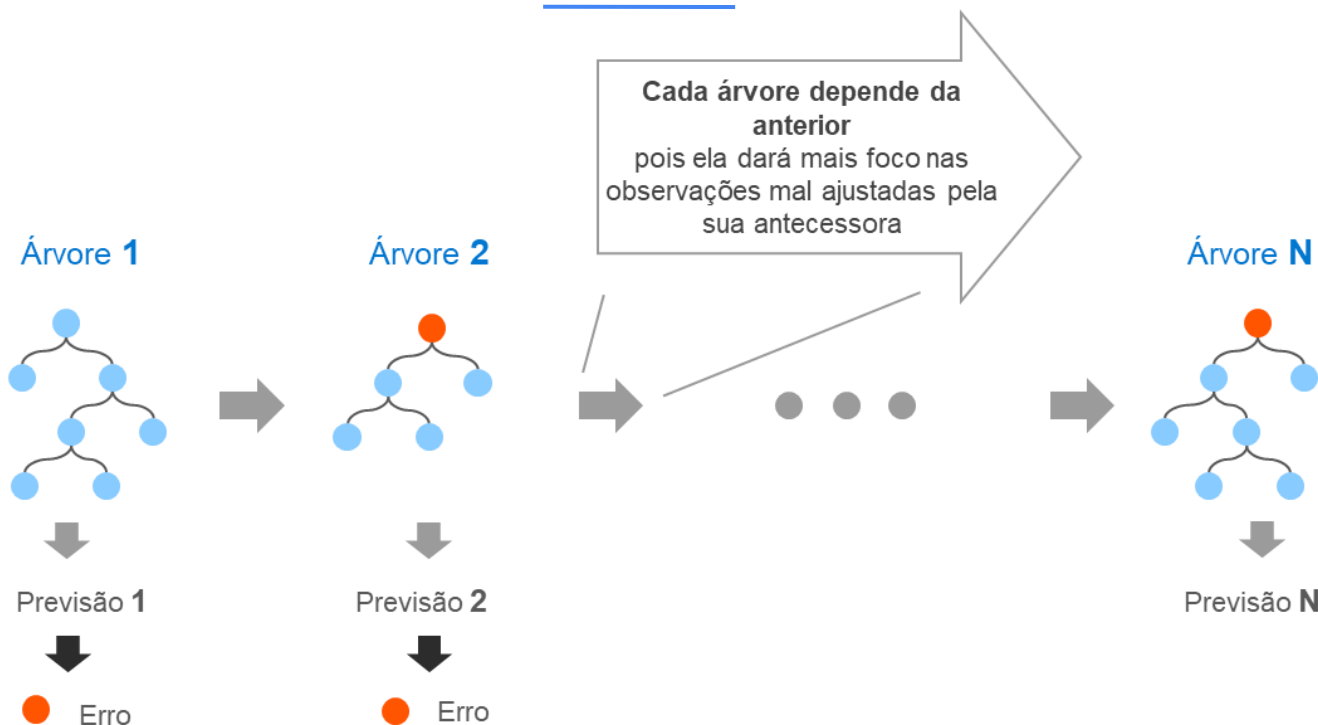 Cada árvore depende da
anterior
pois ela dará mais foco nas
observações mal ajustadas pela
sua antecessora
Árvore 1
Árvore 2
Árvore N
Previsão 1
Previsão 2
Previsão N
Erro
Erro